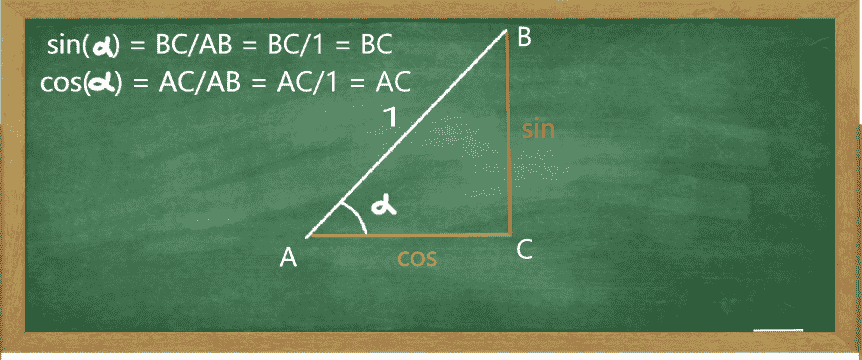 sin(α) = BC/AB = BC/1 = BC
cos(α) = AC/AB = AC/1 = AC
B
1
sin
α
A
cos
C